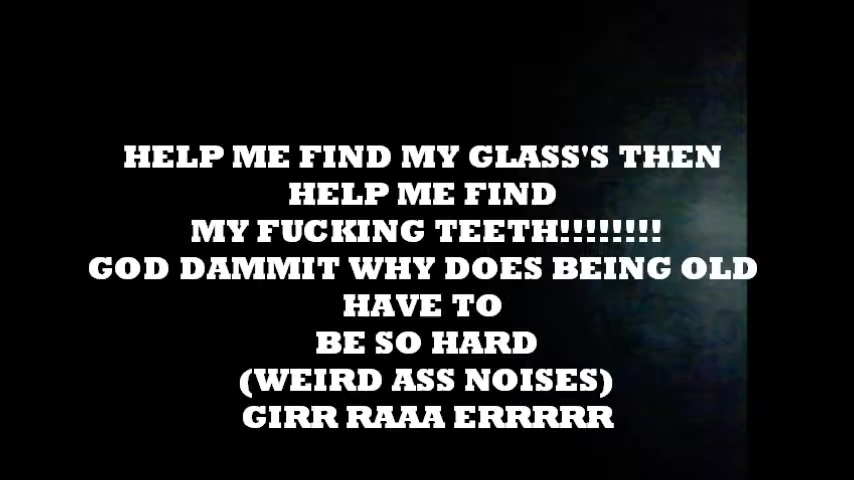 HELP ME FIND MY GLASS'S THEN
HELP ME FIND
MY FUCKING TEETH!!!!!!!!
GOD DAMMIT WHY DOES BEING OLD
HAVE TO
BE SO HARD
(WEIRD ASS NOISES)
GIRR RAAA ERRRRR